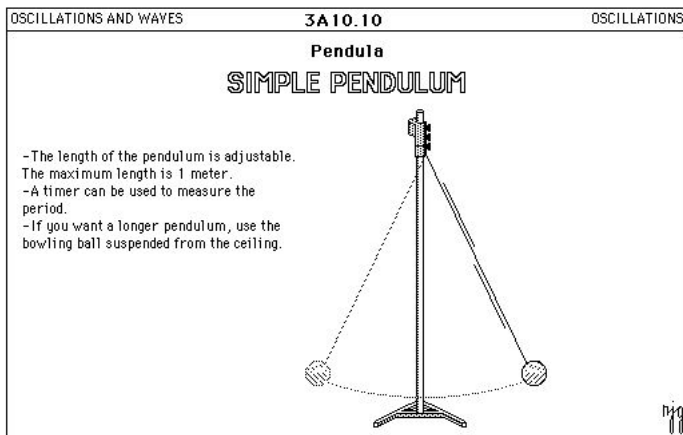 OSCILLATIONS AND WAVES 3A10.10 OSCILLATIONS
Pendula
SIMPLE PENDULUM
-The length of the pendulum is adjustable.
The maximum length is 1 meter.
-A timer can be used to measure the
period.
-If you want a longer pendulum, use the
bowling ball suspended from the ceiling.